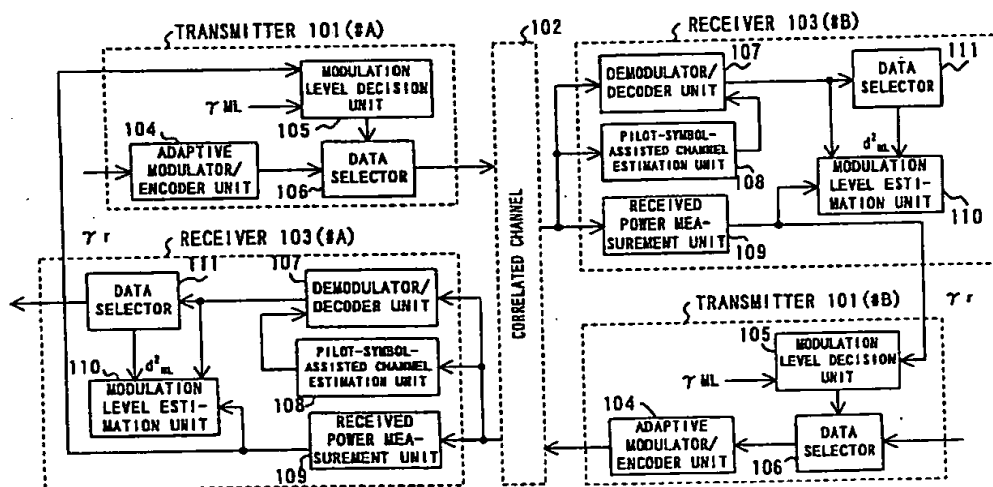 TRANSMITTER 101(#A)
MODULATION
LEVEL DECISION
UNIT
γ ML
105
104
ADAPTIVE
MODULATOR/
ENCODER UNIT
DATA
SELECTOR
106
102
CORRELATED CHANNEL
RECEIVER 103(#B)
107
DEMODULATOR/
DECODER UNIT
111
DATA
SELECTOR
PILOT-SYMBOL-
ASSISTED CHANNEL
ESTIMATION UNIT
108
d²ML
MODULATION
LEVEL ESTI-
MATION UNIT
110
RECEIVED
POWER MEA-
SUREMENT UNIT
109
γ r
RECEIVER 103(#A)
111
DATA
SELECTOR
107
DEMODULATOR/
DECODER UNIT
110
d²ML
MODULATION
LEVEL ESTI-
MATION UNIT
PILOT-SYMBOL-
ASSISTED CHANNEL
ESTIMATION UNIT
108
RECEIVED
POWER MEA-
SUREMENT UNIT
109
TRANSMITTER 101(#B)
γ r
105
MODULATION
LEVEL DECISION
UNIT
γ ML
104
ADAPTIVE
MODULATOR/
ENCODER UNIT
DATA
SELECTOR
106